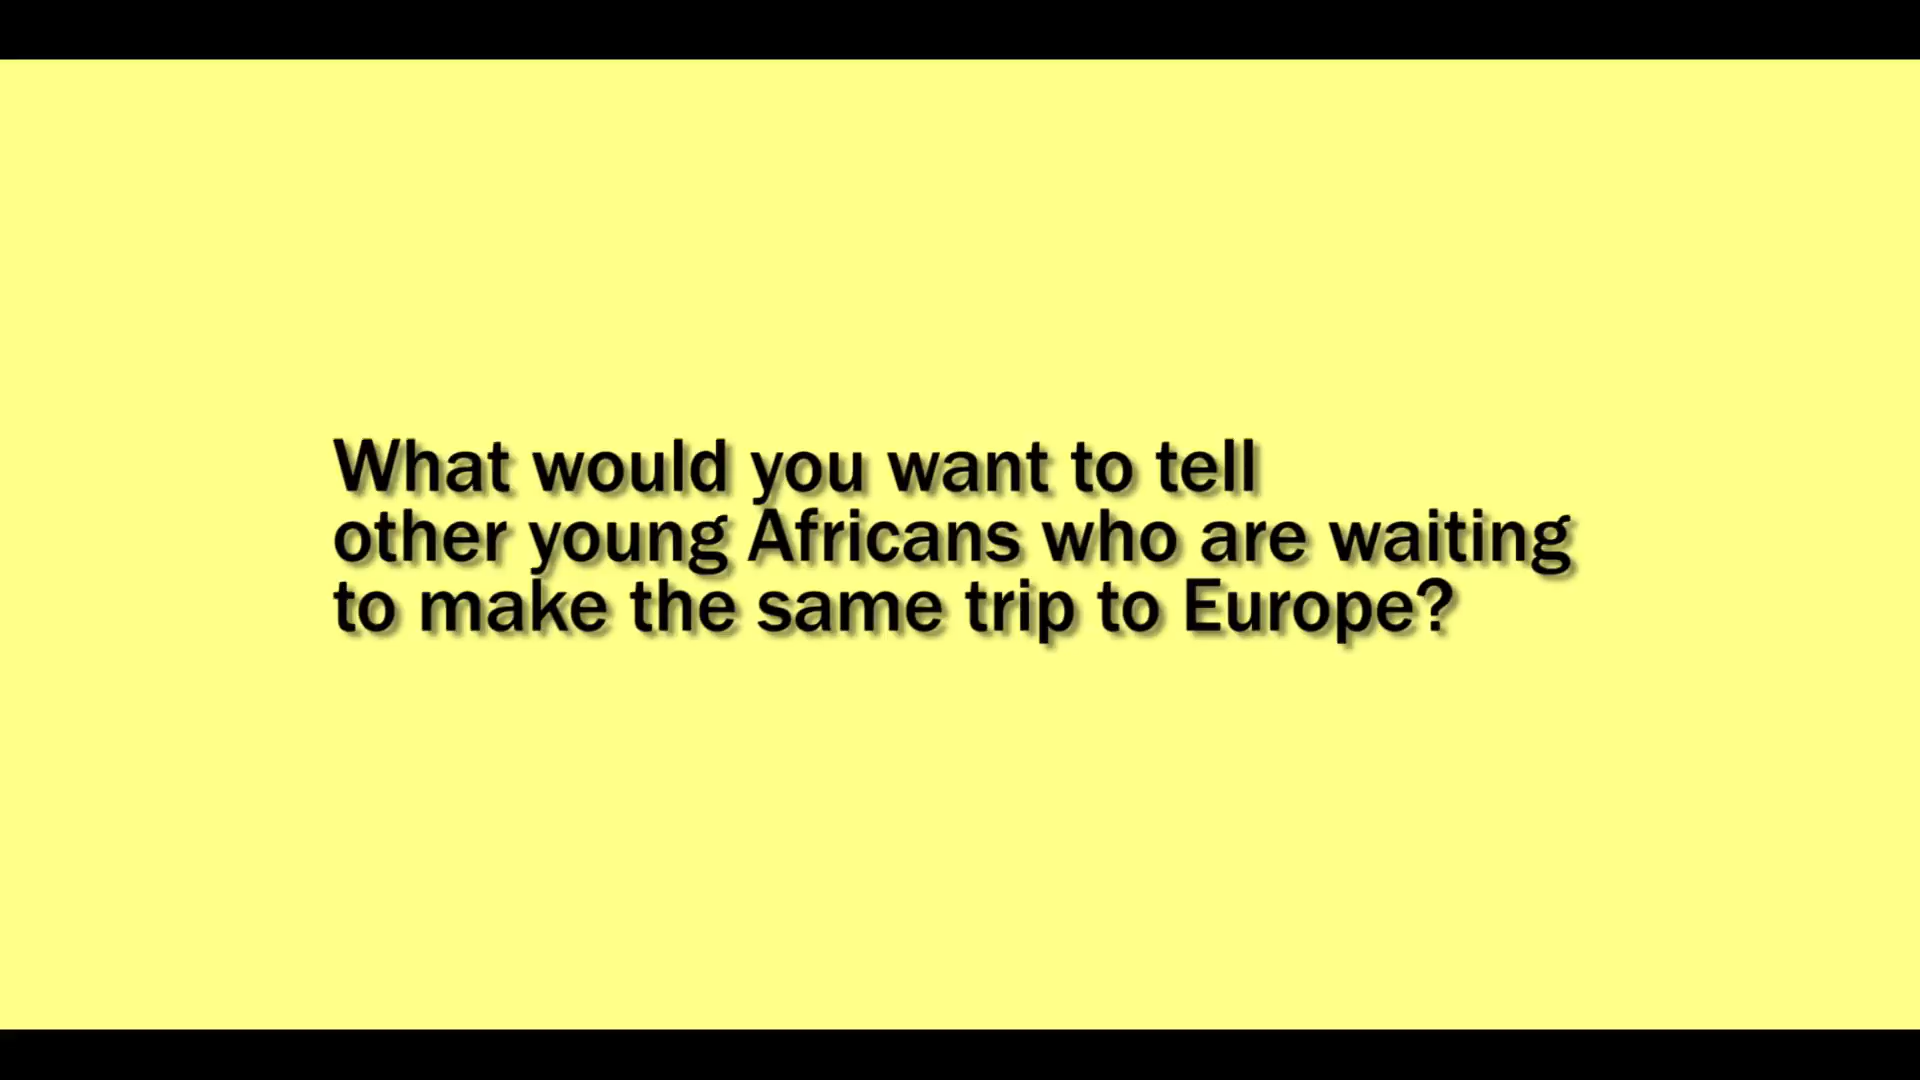 What would you want to tell
other young Africans who are waiting
to make the same trip to Europe?